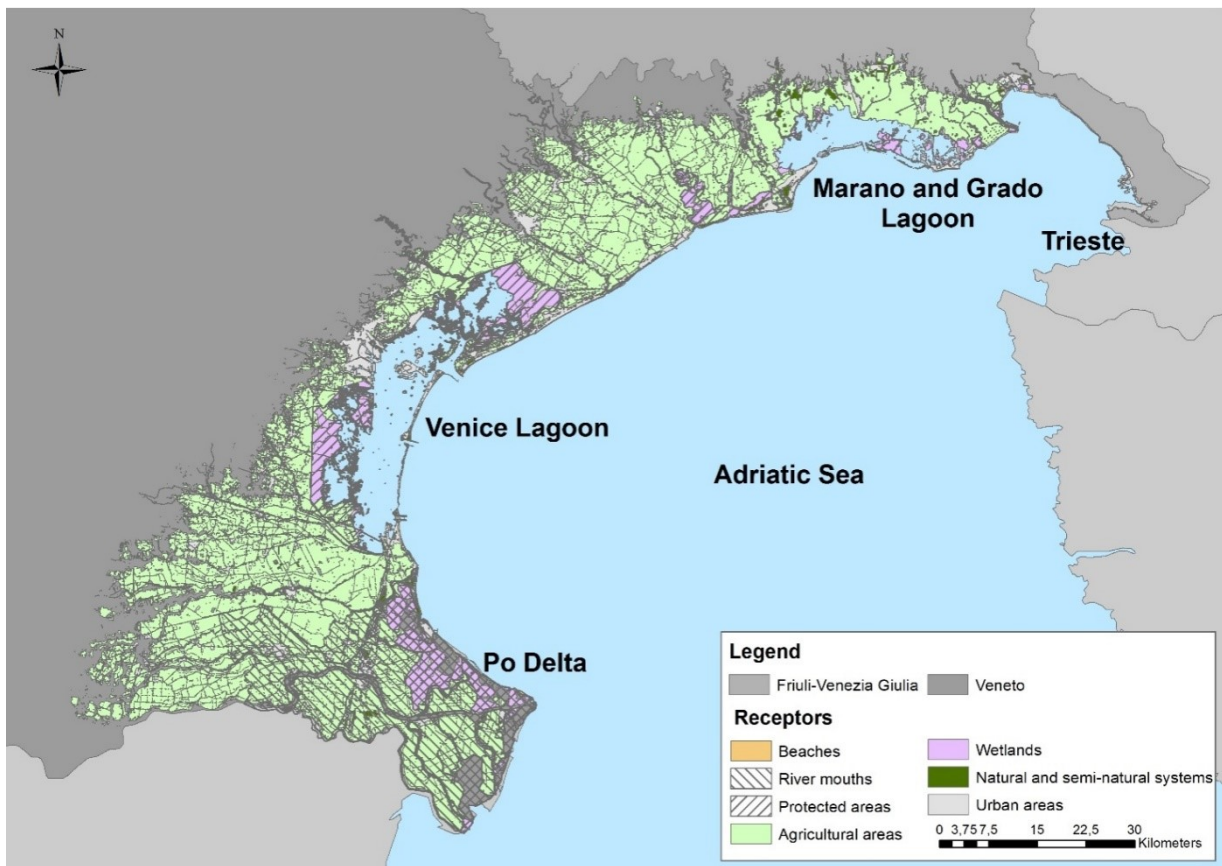 N
Marano and Grado
Lagoon
Trieste
Venice Lagoon
Adriatic Sea
Po Delta
Legend
Friuli-Venezia Giulia
Veneto
Receptors
Beaches
Wetlands
River mouths
Natural and semi-natural systems
Protected areas
Urban areas
Agricultural areas
0 3,75 7,5 15 22,5 30
Kilometers